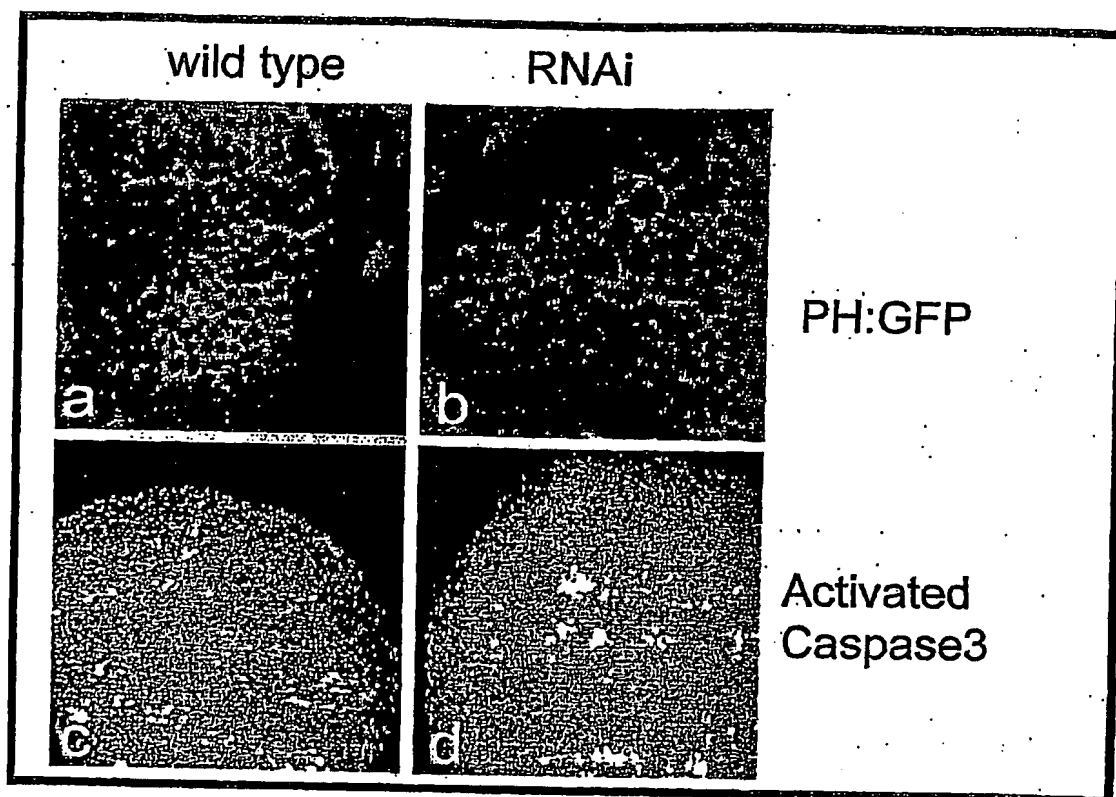 wild type
RNAi
a
b
PH:GFP
c
d
Activated
Caspase3